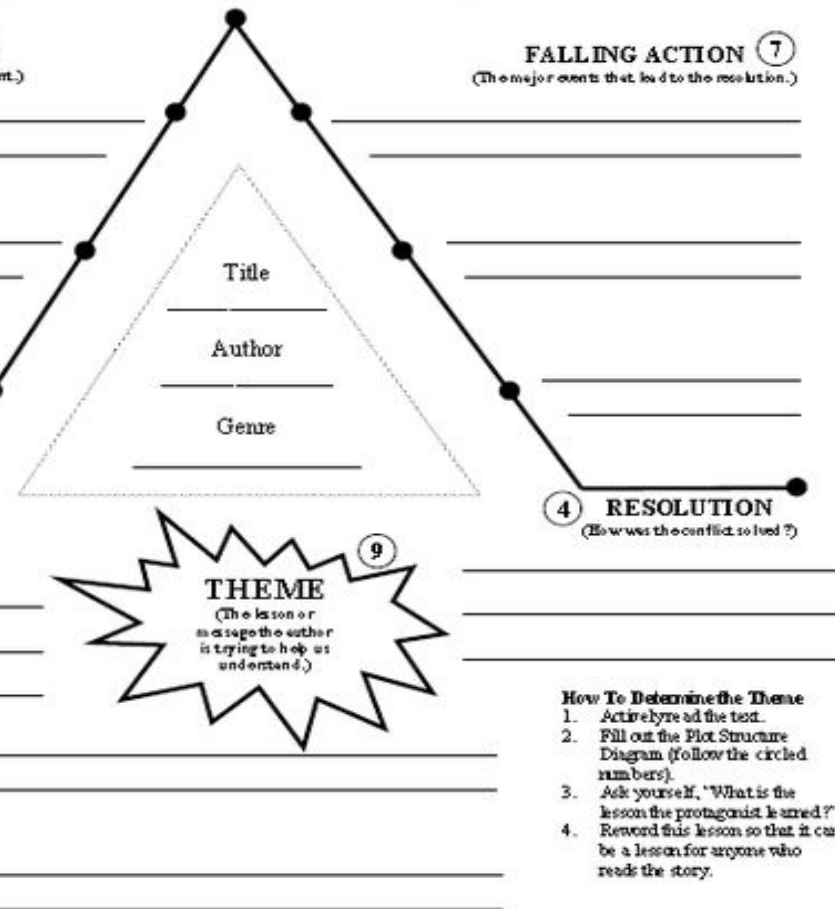 FALLING ACTION 7
nt.)
(The major events that lead to the resolution.)
Title
Author
Genre
4 RESOLUTION
(How was the conflict solved?)
9
THEME
(The lesson or
message the author
is trying to help us
understand.)
How To Determine the Theme
1. Actively read the text.
2. Fill out the Plot Structure
Diagram (follow the circled
numbers).
3. Ask yourself, "What is the
lesson the protagonist learned?"
4. Reword this lesson so that it can
be a lesson for anyone who
reads the story.